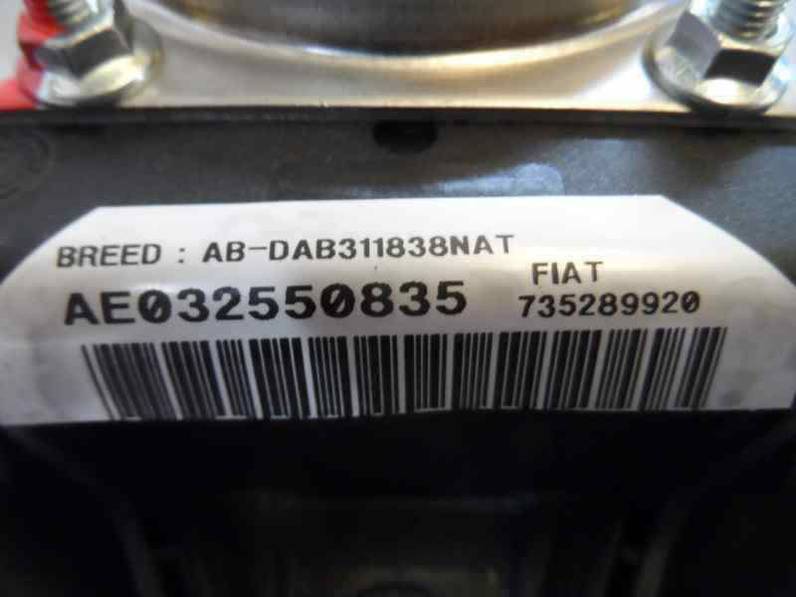 BREED : AB-DAB311838NAT
FIAT
AE032550835 735289920